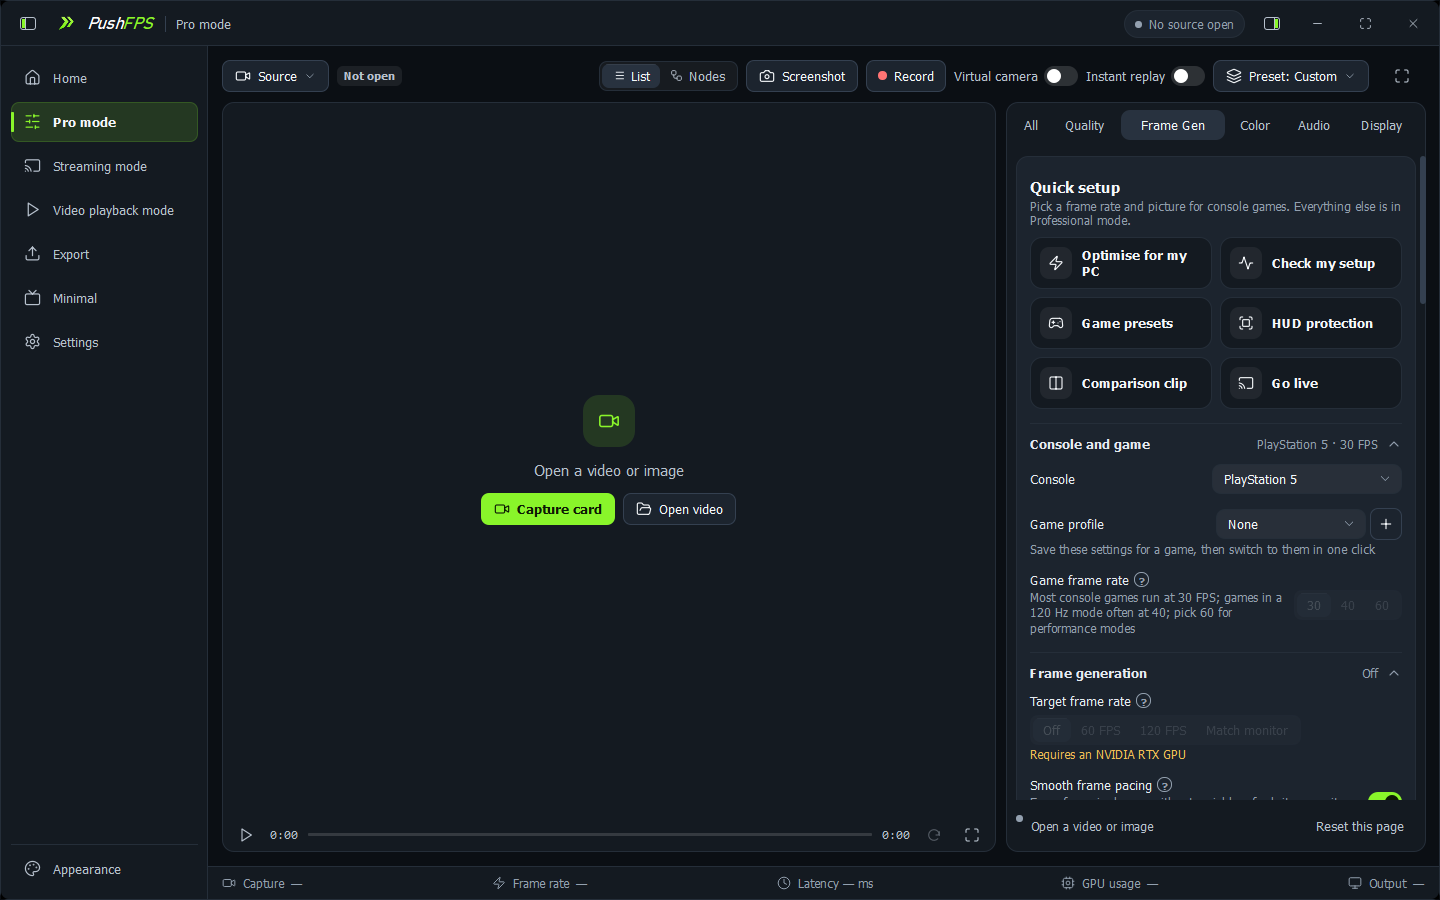 PushFPS
Pro mode
No source open
Home
Pro mode
Streaming mode
Video playback mode
Export
Minimal
Settings
Appearance
Source
Not open
List
Nodes
Screenshot
Record
Virtual camera
Instant replay
Preset: Custom
Open a video or image
Capture card
Open video
0:00
0:00
All
Quality
Frame Gen
Color
Audio
Display
Quick setup
Pick a frame rate and picture for console games. Everything else is in
Professional mode.
Optimise for my
PC
Check my setup
Game presets
HUD protection
Comparison clip
Go live
Console and game
PlayStation 5 · 30 FPS
Console
PlayStation 5
Game profile
None
Save these settings for a game, then switch to them in one click
Game frame rate ?
Most console games run at 30 FPS; games in a
120 Hz mode often at 40; pick 60 for
performance modes
30
40
60
Frame generation
Off
Target frame rate ?
Off
60 FPS
120 FPS
Match monitor
Requires an NVIDIA RTX GPU
Smooth frame pacing ?
Open a video or image
Reset this page
Capture —
Frame rate —
Latency — ms
GPU usage —
Output —